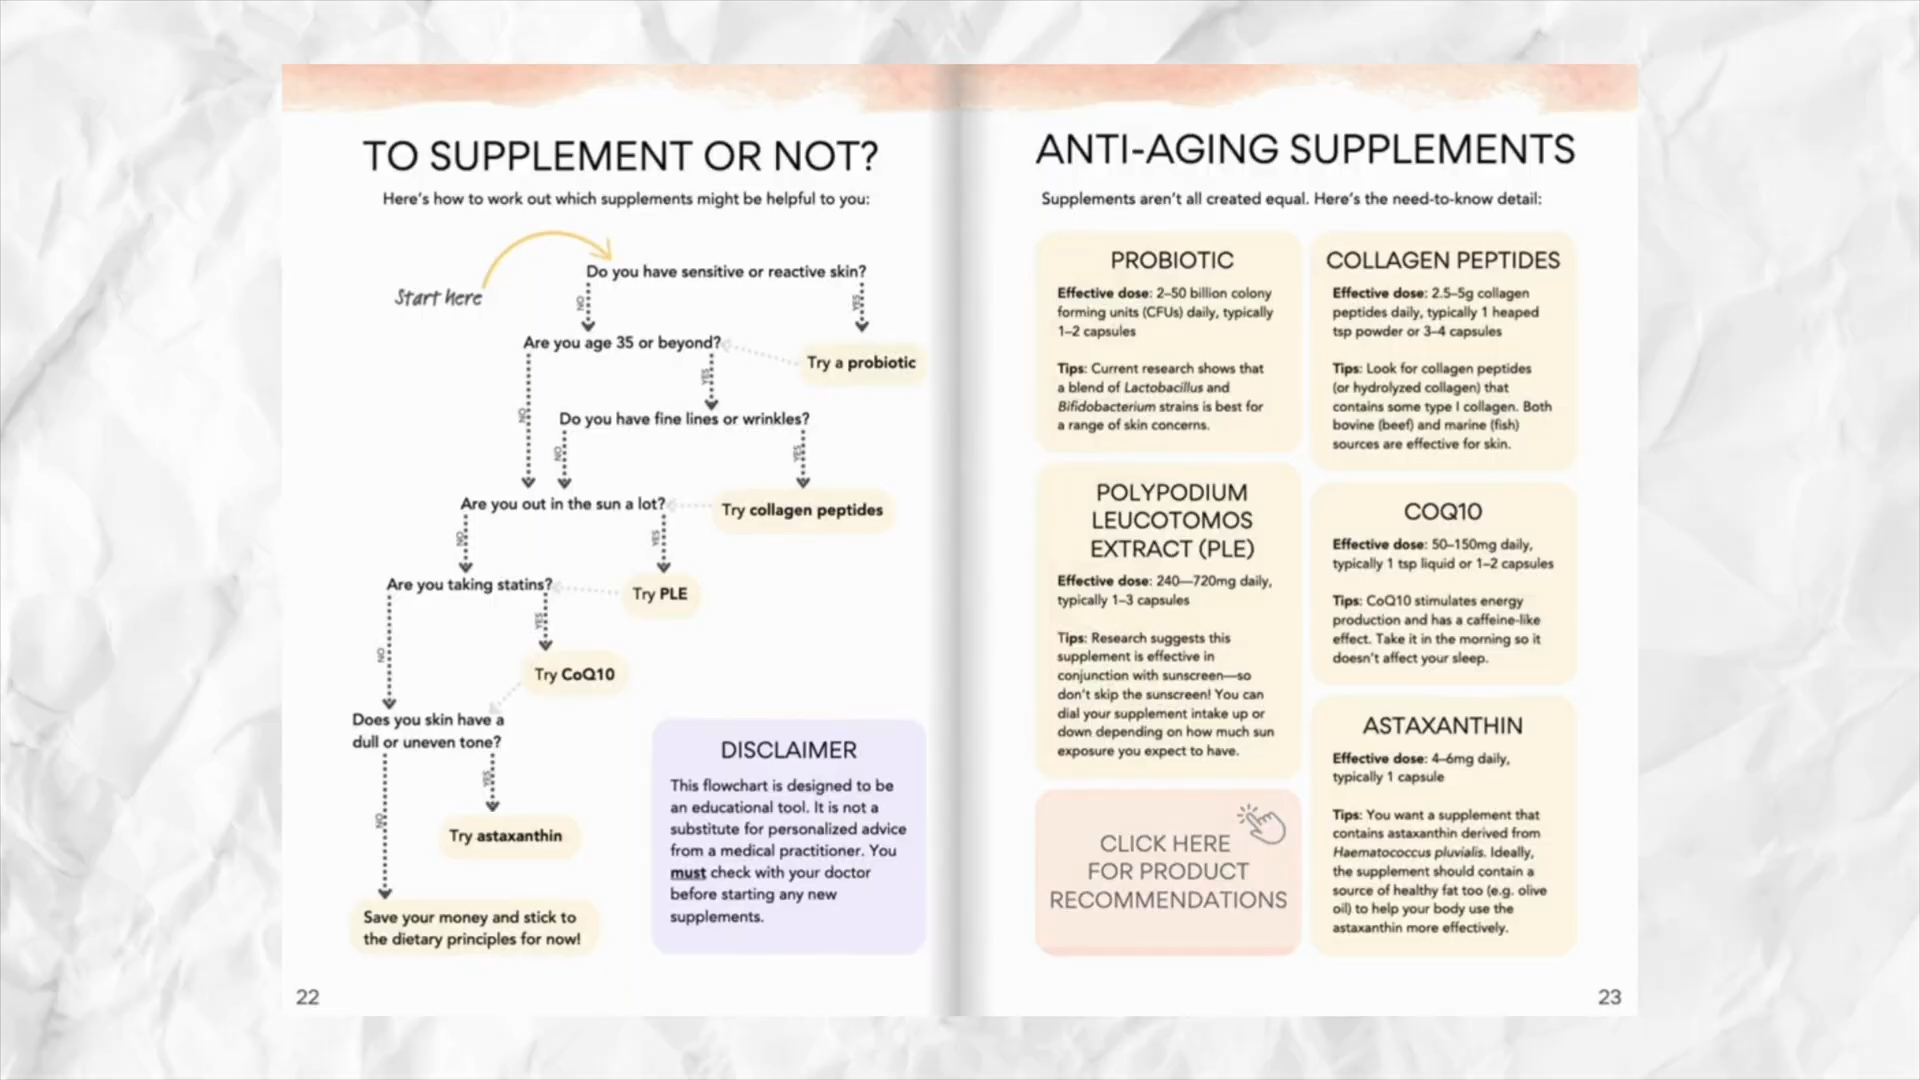 TO SUPPLEMENT OR NOT?
Here's how to work out which supplements might be helpful to you:
Start here
Do you have sensitive or reactive skin?
NO
YES
Are you age 35 or beyond?
Try a probiotic
YES
NO
Do you have fine lines or wrinkles?
NO
YES
Are you out in the sun a lot?
Try collagen peptides
NO
YES
Are you taking statins?
Try PLE
YES
NO
Try CoQ10
Does you skin have a
dull or uneven tone?
YES
NO
Try astaxanthin
Save your money and stick to
the dietary principles for now!
DISCLAIMER
This flowchart is designed to be
an educational tool. It is not a
substitute for personalized advice
from a medical practitioner. You
must check with your doctor
before starting any new
supplements.
22
ANTI-AGING SUPPLEMENTS
Supplements aren't all created equal. Here's the need-to-know detail:
PROBIOTIC
Effective dose: 2–50 billion colony
forming units (CFUs) daily, typically
1–2 capsules
Tips: Current research shows that
a blend of Lactobacillus and
Bifidobacterium strains is best for
a range of skin concerns.
COLLAGEN PEPTIDES
Effective dose: 2.5–5g collagen
peptides daily, typically 1 heaped
tsp powder or 3–4 capsules
Tips: Look for collagen peptides
(or hydrolyzed collagen) that
contains some type I collagen. Both
bovine (beef) and marine (fish)
sources are effective for skin.
POLYPODIUM
LEUCOTOMOS
EXTRACT (PLE)
Effective dose: 240—720mg daily,
typically 1–3 capsules
Tips: Research suggests this
supplement is effective in
conjunction with sunscreen—so
don't skip the sunscreen! You can
dial your supplement intake up or
down depending on how much sun
exposure you expect to have.
COQ10
Effective dose: 50–150mg daily,
typically 1 tsp liquid or 1–2 capsules
Tips: CoQ10 stimulates energy
production and has a caffeine-like
effect. Take it in the morning so it
doesn't affect your sleep.
ASTAXANTHIN
Effective dose: 4–6mg daily,
typically 1 capsule
Tips: You want a supplement that
contains astaxanthin derived from
Haematococcus pluvialis. Ideally,
the supplement should contain a
source of healthy fat too (e.g. olive
oil) to help your body use the
astaxanthin more effectively.
CLICK HERE
FOR PRODUCT
RECOMMENDATIONS
23